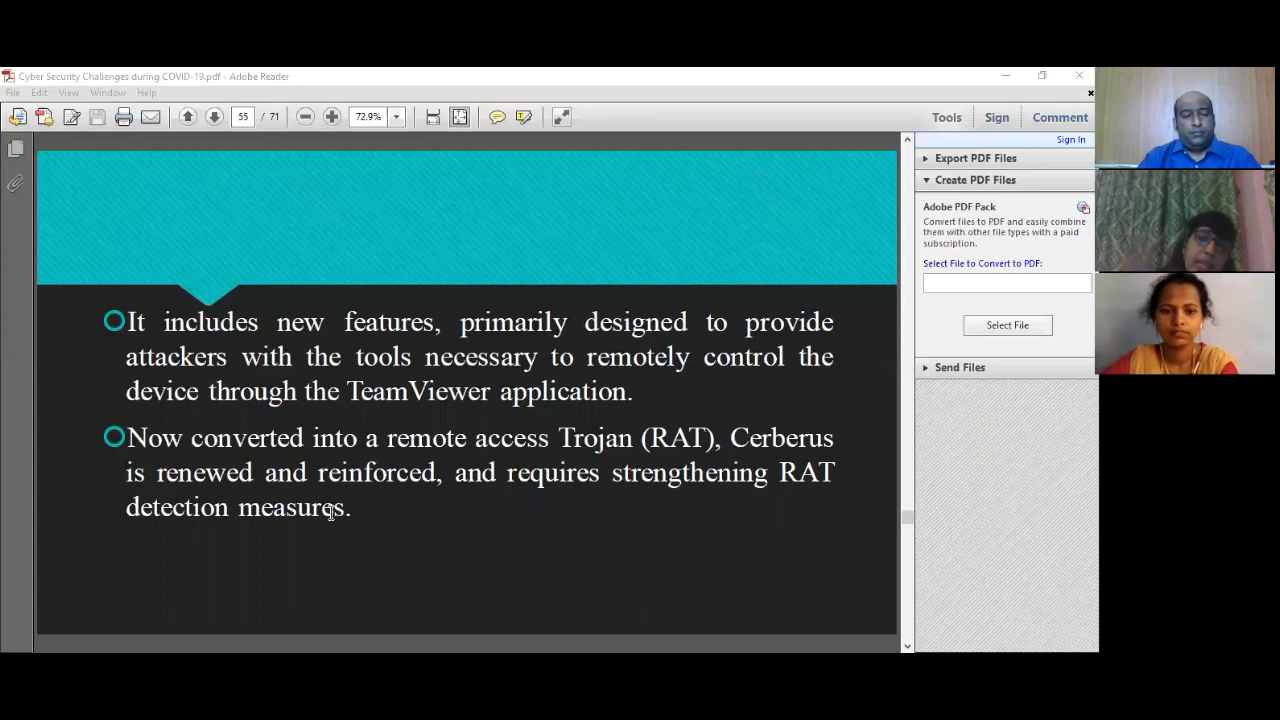 Cyber Security Challenges during COVID-19.pdf - Adobe Reader
File Edit View Window Help
55 / 71 72.9% Tools Sign Comment
Sign In
Export PDF Files
Create PDF Files
Adobe PDF Pack
Convert files to PDF and easily combine
them with other file types with a paid
subscription.
Select File to Convert to PDF:
Select File
Send Files
It includes new features, primarily designed to provide
attackers with the tools necessary to remotely control the
device through the TeamViewer application.
Now converted into a remote access Trojan (RAT), Cerberus
is renewed and reinforced, and requires strengthening RAT
detection measures.